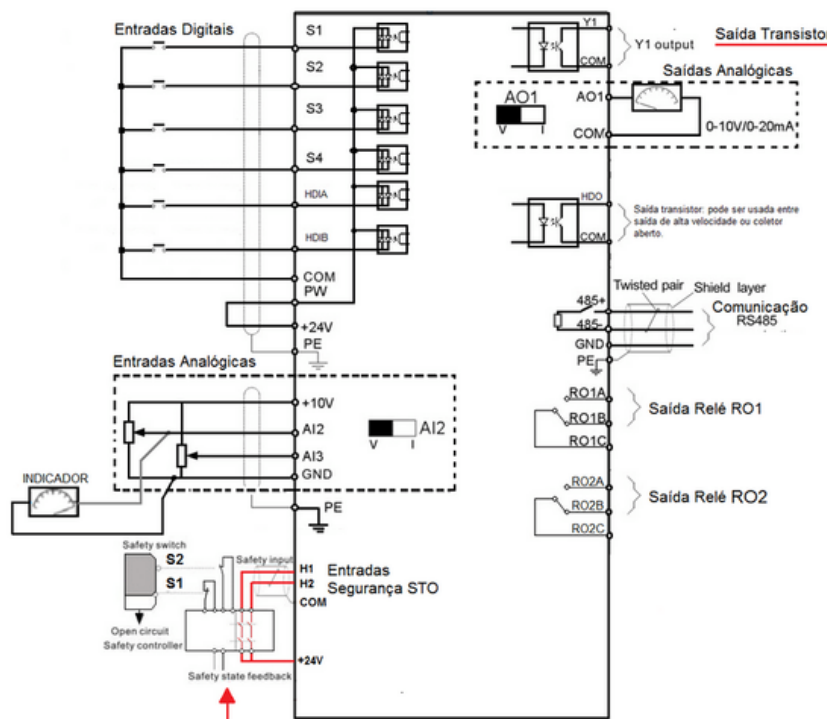 Entradas Digitais
S1
S2
S3
S4
HDIA
HDIB
COM
PW
+24V
PE
Entradas Analógicas
+10V
AI2
AI3
GND
AI2
V I
INDICADOR
PE
Safety switch
S2
S1
Open circuit
Safety controller
Safety input
H1
H2
COM
Entradas
Segurança STO
+24V
Safety state feedback
Y1
COM
Y1 output
Saída Transistor
Saídas Analógicas
AO1
V I
AO1
COM
0-10V/0-20mA
HDO
COM
Saída transistor: pode ser usada entre
saída de alta velocidade ou coletor
aberto.
Twisted pair
Shield layer
485+
485-
GND
PE
Comunicação
RS485
RO1A
RO1B
RO1C
Saída Relé RO1
RO2A
RO2B
RO2C
Saída Relé RO2